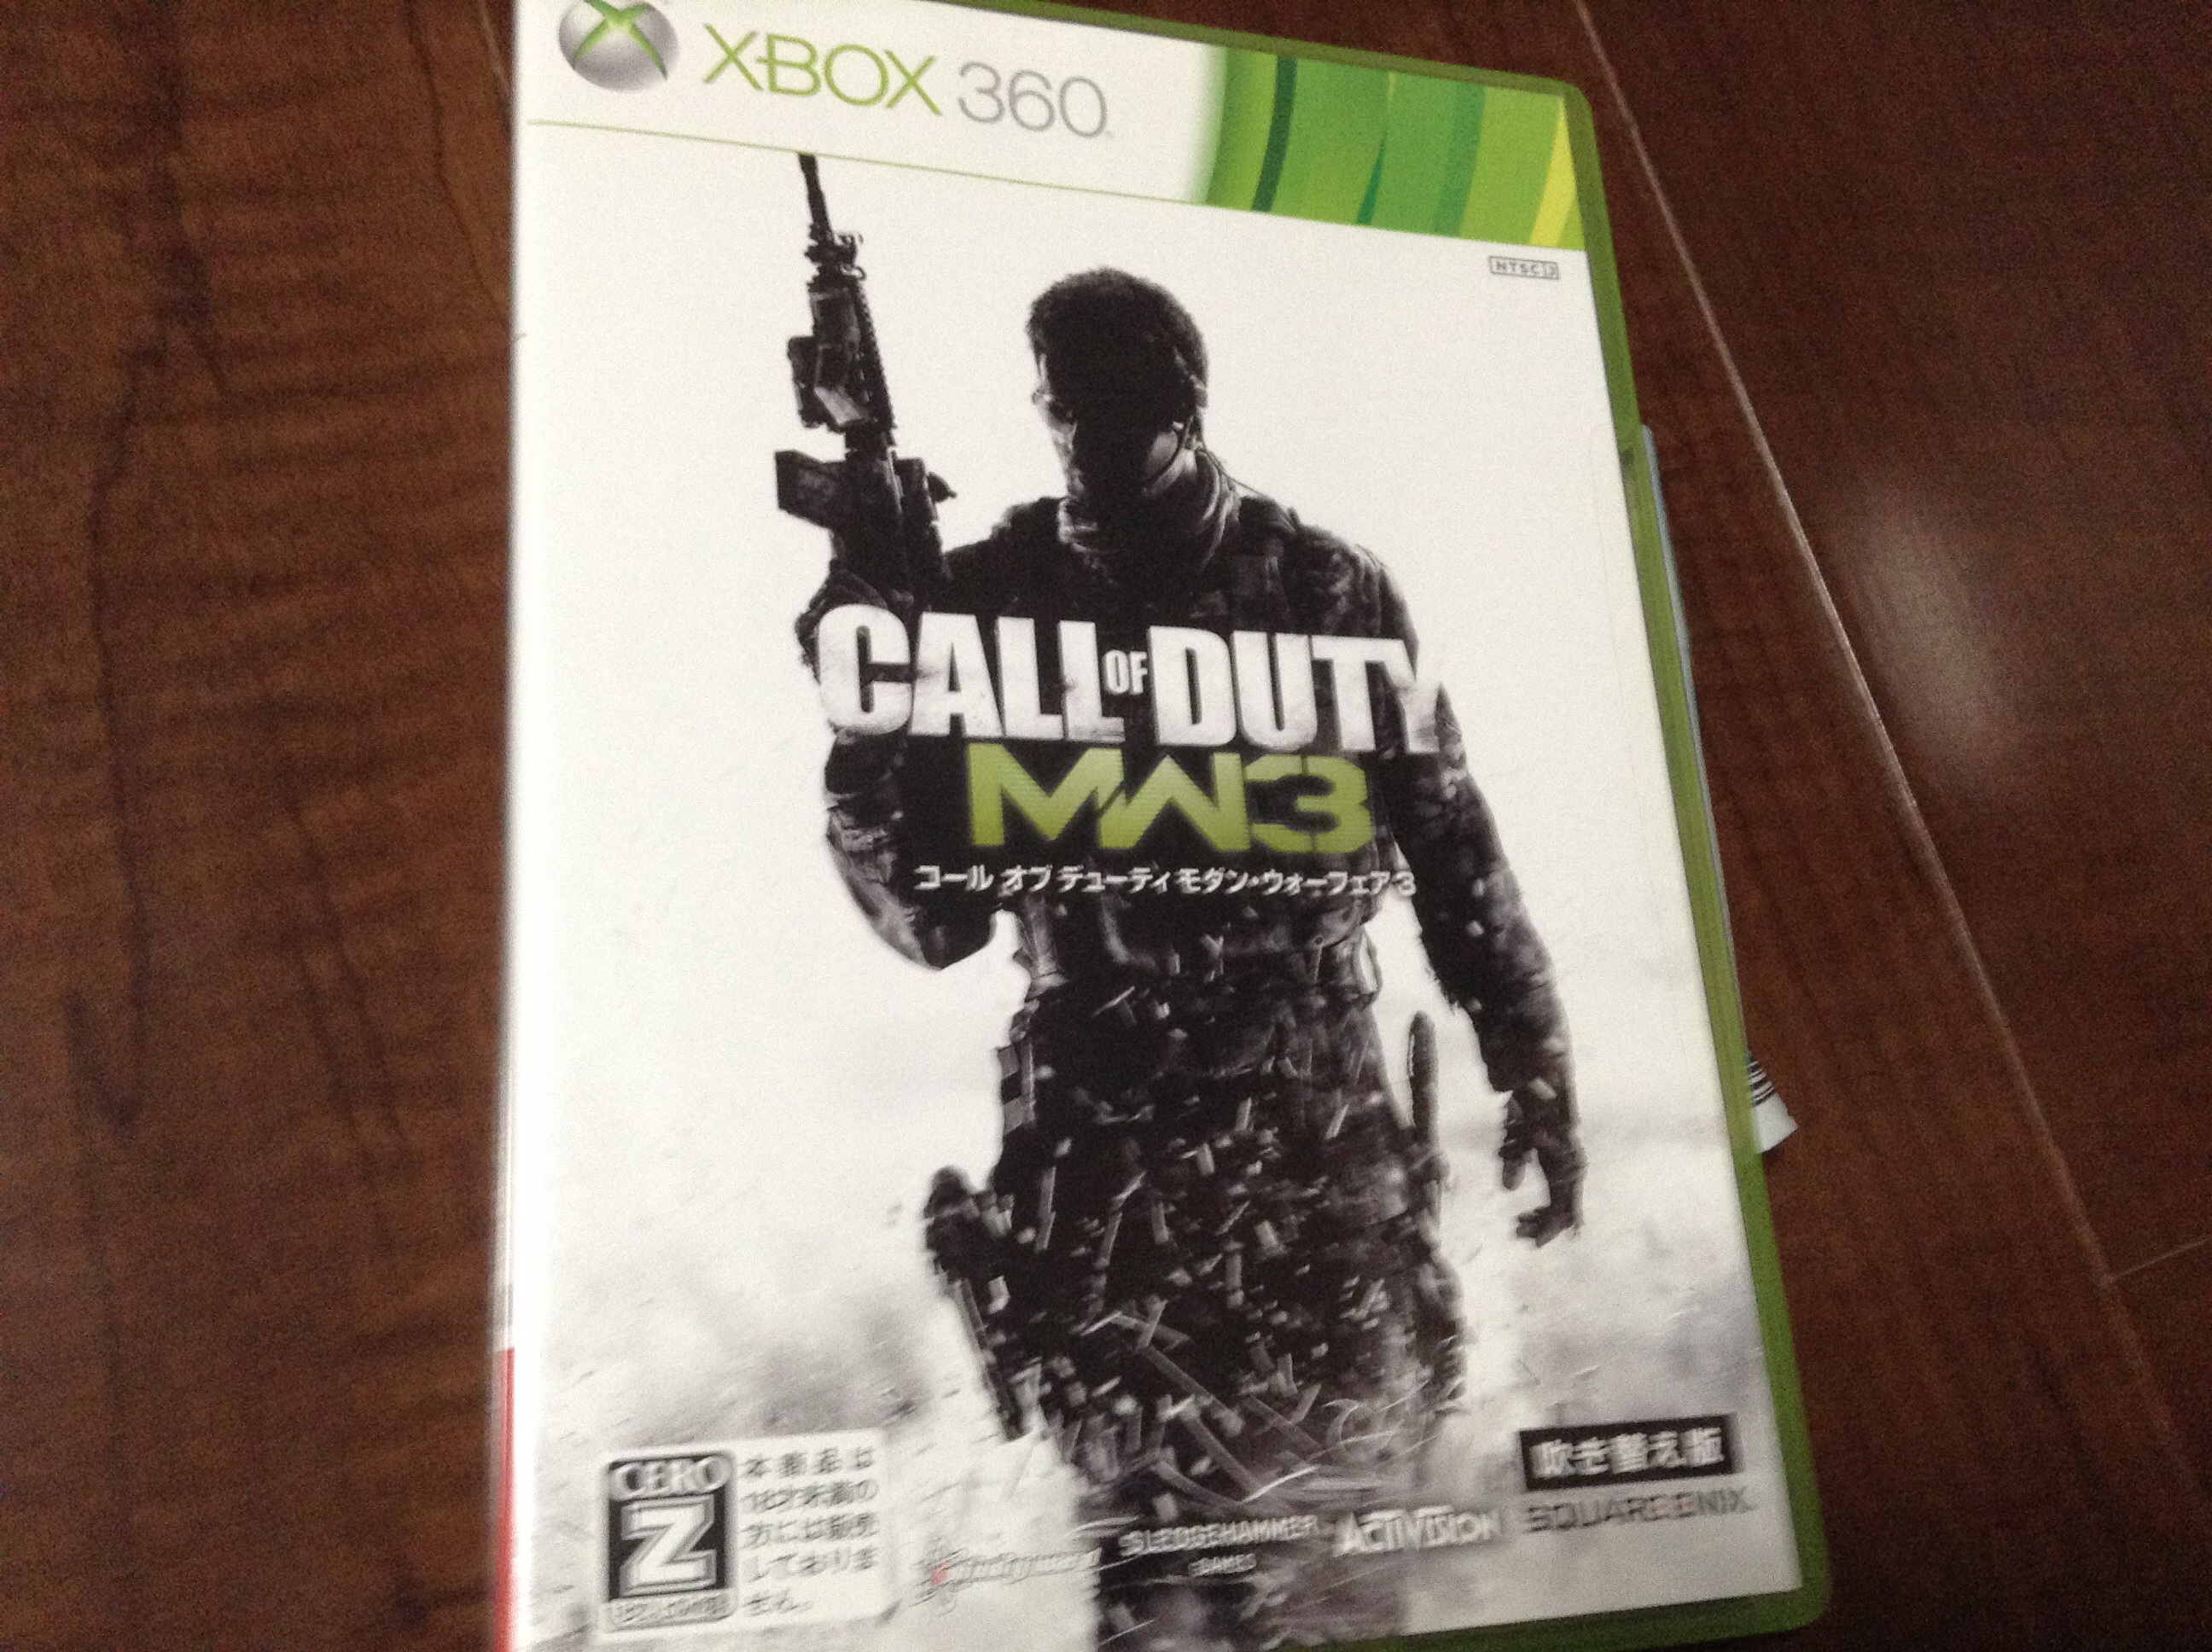 XBOX 360
NTSC J
CALL OF DUTY
MW3
コール オブ デューティ モダン・ウォーフェア3
吹き替え版
CERO
Z
本商品は
18才未満の
方には販売
しておりま
せん。
SLEDGEHAMMER
GAMES
ACTIVISION
SQUARE ENIX